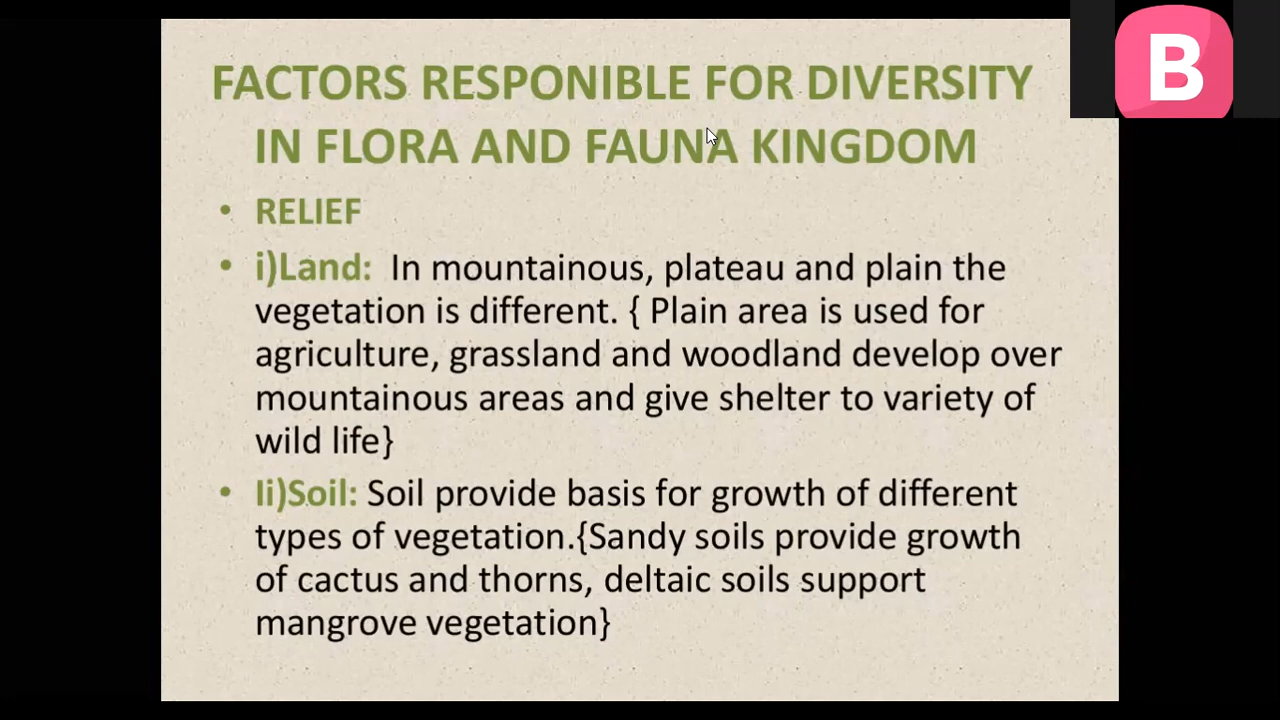 B
FACTORS RESPONIBLE FOR DIVERSITY
IN FLORA AND FAUNA KINGDOM
• RELIEF
• i)Land: In mountainous, plateau and plain the
vegetation is different. { Plain area is used for
agriculture, grassland and woodland develop over
mountainous areas and give shelter to variety of
wild life}
• Ii)Soil: Soil provide basis for growth of different
types of vegetation.{Sandy soils provide growth
of cactus and thorns, deltaic soils support
mangrove vegetation}